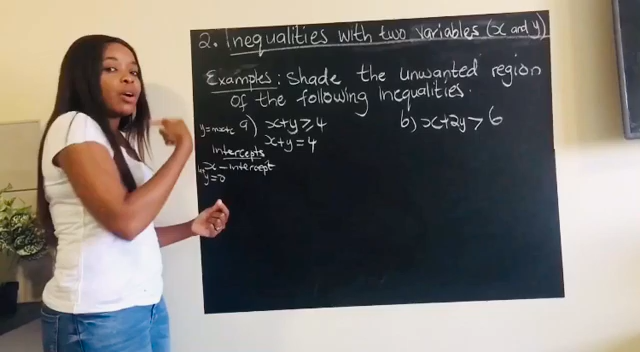 2. Inequalities with two variables (x and y)
Examples: Shade the unwanted region
of the following Inequalities.
y=mx+c a) x+y≥4
x+y=4
Intercepts
x-intercept
let y=0
b) x+2y>6